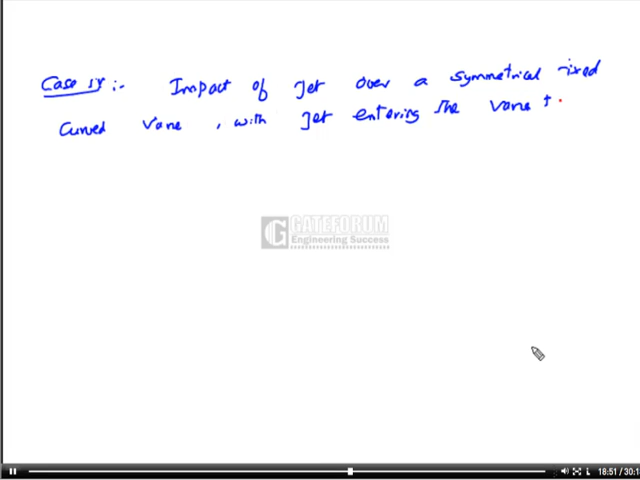 Case IV:- Impact of Jet over a symmetrical fixed
curved vane, with Jet entering the vane t
GATEFORUM
Engineering Success
18:51/30:1